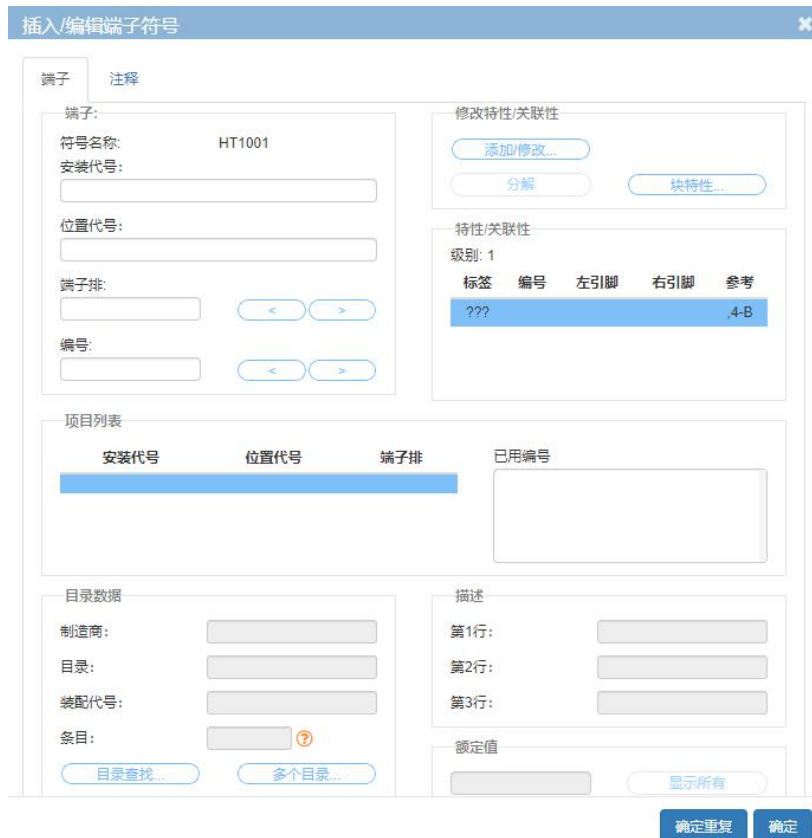 插入/编辑端子符号
端子 注释
端子:
符号名称: HT1001
安装代号:
位置代号:
端子排:
< >
编号:
< >
修改特性/关联性
添加/修改...
分解 块特性...
特性/关联性
级别: 1
标签 编号 左引脚 右引脚 参考
??? ,4-B
项目列表
安装代号 位置代号 端子排
已用编号
目录数据
制造商:
目录:
装配代号:
条目: ?
目录查找... 多个目录...
描述
第1行:
第2行:
第3行:
额定值
显示所有
确定重复 确定